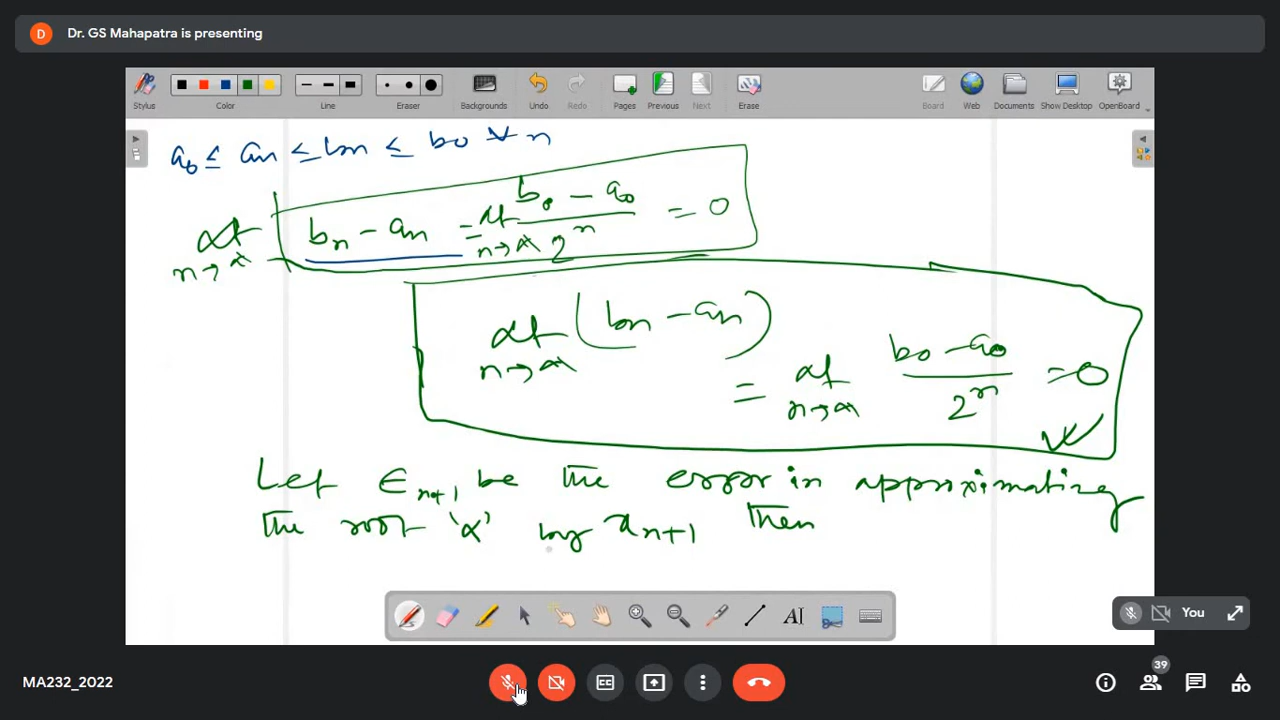 Dr. GS Mahapatra is presenting
Stylus Color Line Eraser Backgrounds Undo Redo Pages Previous Next Erase Board Web Documents Show Desktop OpenBoard
a₀ ≤ aₙ ≤ bₙ ≤ b₀ ∀ n
lt n→∞ bₙ - aₙ = lt n→∞ (b₀ - a₀)/2ⁿ = 0
lt n→∞ (bₙ - aₙ)
= lt n→∞ (b₀ - a₀)/2ⁿ = 0
Let ϵₙ₊₁ be the error in approximating
the root 'α' by xₙ₊₁ then
You
MA232_2022
39